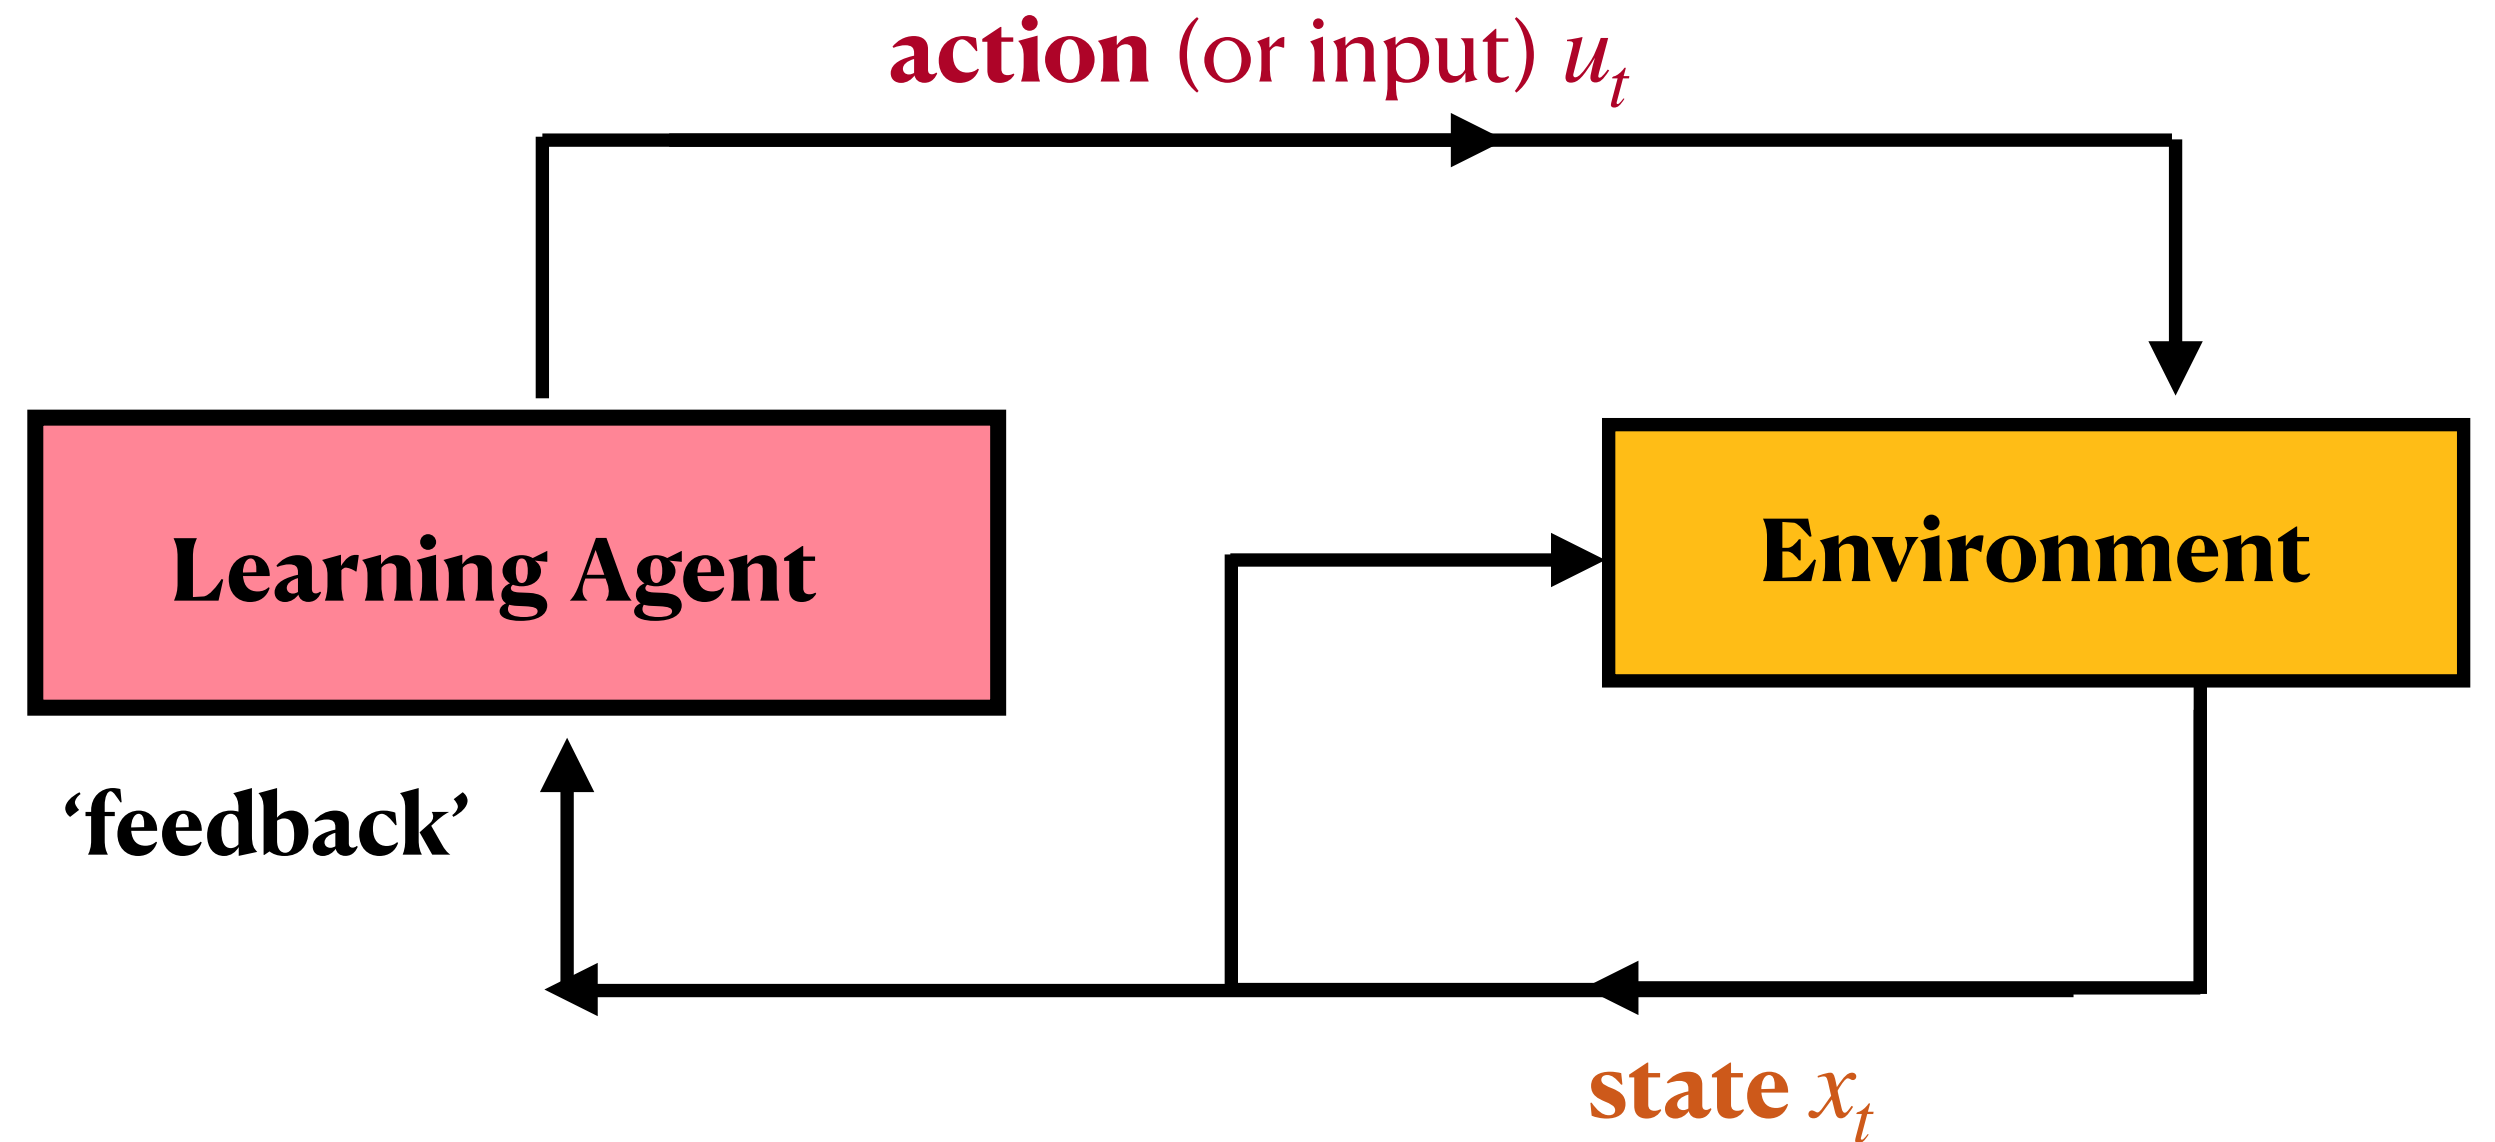 action (or input) uₜ
Learning Agent
Environment
‘feedback’
state xₜ